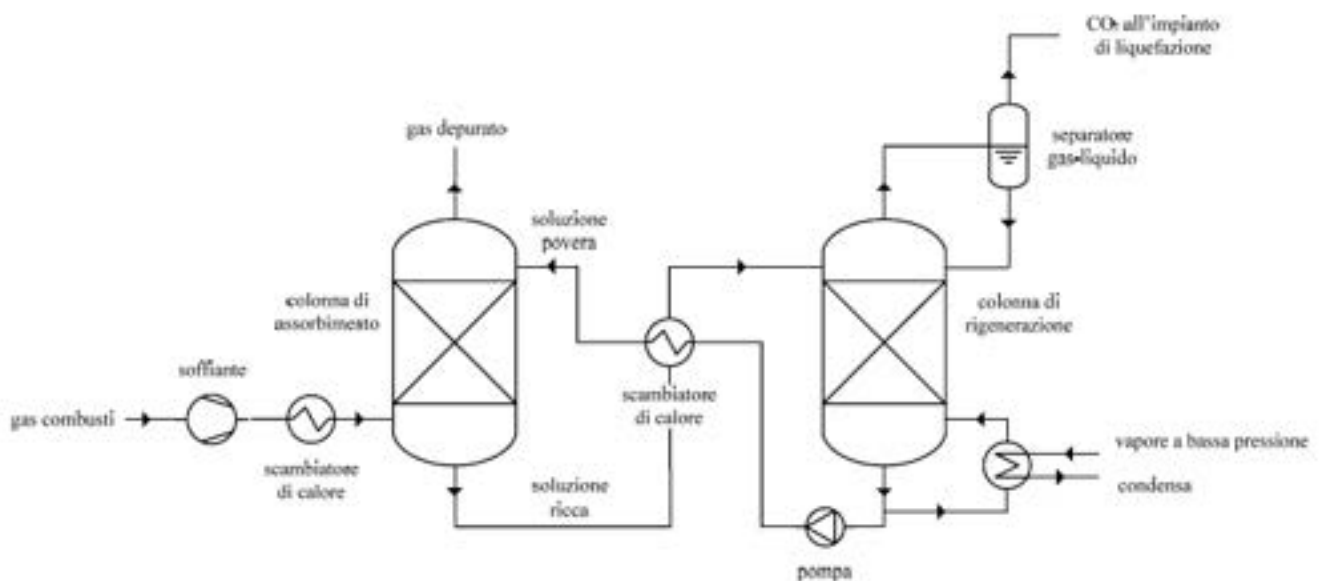 CO₂ all'impianto
di liquefazione
gas depurato
separatore
gas-liquido
soluzione
povera
colonna di
assorbimento
colonna di
rigenerazione
soffiante
scambiatore
di calore
gas combusti
vapore a bassa pressione
scambiatore
di calore
soluzione
ricca
condensa
pompa